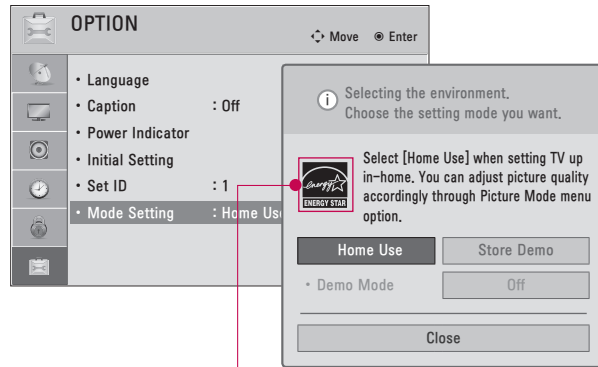 OPTION
Move
Enter
• Language
• Caption : Off
• Power Indicator
• Initial Setting
• Set ID : 1
• Mode Setting : Home Us
i
Selecting the environment.
Choose the setting mode you want.
energy
ENERGY STAR
Select [Home Use] when setting TV up
in-home. You can adjust picture quality
accordingly through Picture Mode menu
option.
Home Use
Store Demo
• Demo Mode
Off
Close